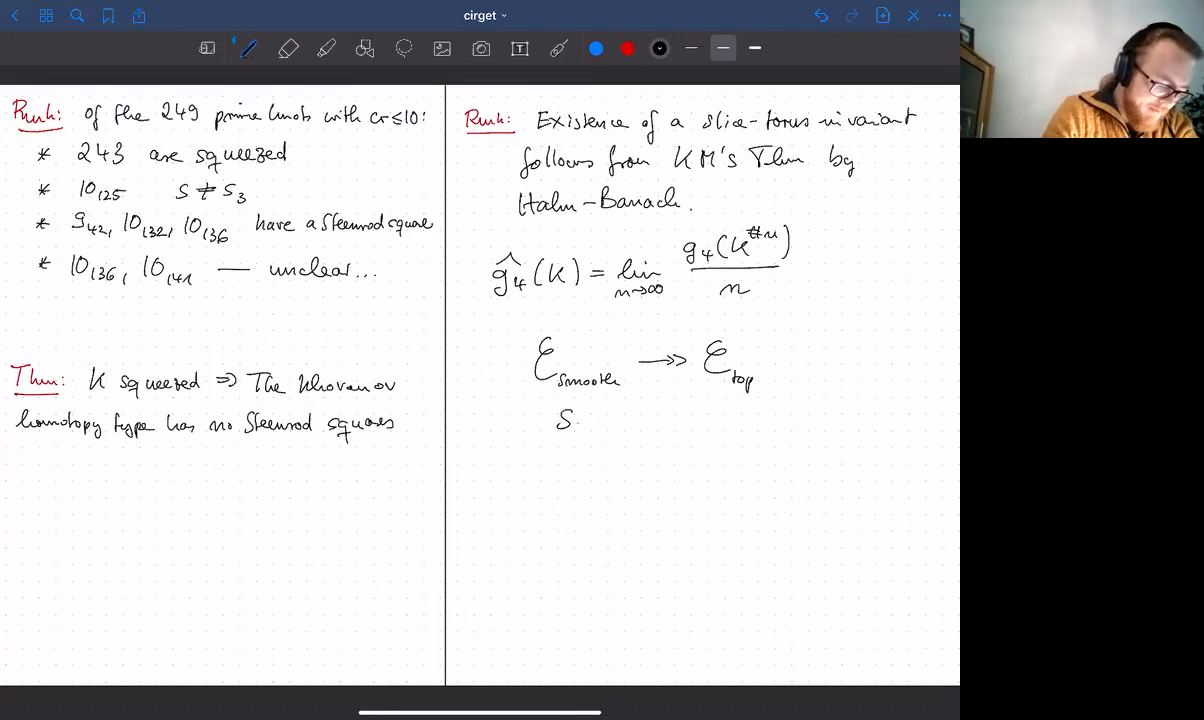 cirget
Rmk: of the 249 prime knots with cr ≤ 10:
* 243 are squeezed
* 10₁₂₅ s ≠ s₃
* 9₄₂, 10₁₃₂, 10₁₃₆ have a Steenrod square
* 10₁₃₆, 10₁₄₁ — unclear...
Thm: K squeezed ⇒ The Khovanov
homotopy type has no Steenrod squares
Rmk: Existence of a slice-torus invariant
follows from KM's Thm by
Hahn-Banach.
ĝ₄(K) = lim n→∞ g₄(K^#n) / n
𝒞smooth ↠ 𝒞top
S